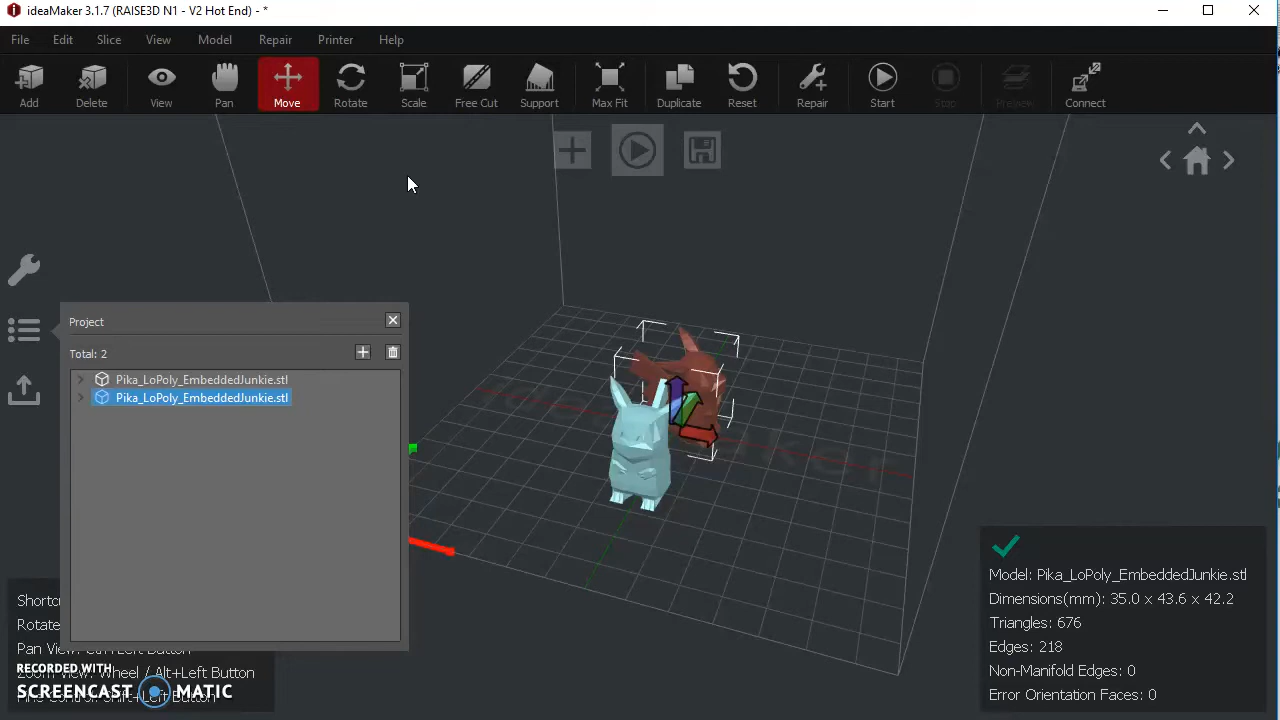 ideaMaker 3.1.7 (RAISE3D N1 - V2 Hot End) - *
File Edit Slice View Model Repair Printer Help
Add Delete View Pan Move Rotate Scale Free Cut Support Max Fit Duplicate Reset Repair Start Stop Preview Connect
Project
Total: 2
Pika_LoPoly_EmbeddedJunkie.stl
Pika_LoPoly_EmbeddedJunkie.stl
Model: Pika_LoPoly_EmbeddedJunkie.stl
Dimensions(mm): 35.0 x 43.6 x 42.2
Triangles: 676
Edges: 218
Non-Manifold Edges: 0
Error Orientation Faces: 0
Zoom View: Wheel / Alt+Left Button
RECORDED WITH
SCREENCAST MATIC